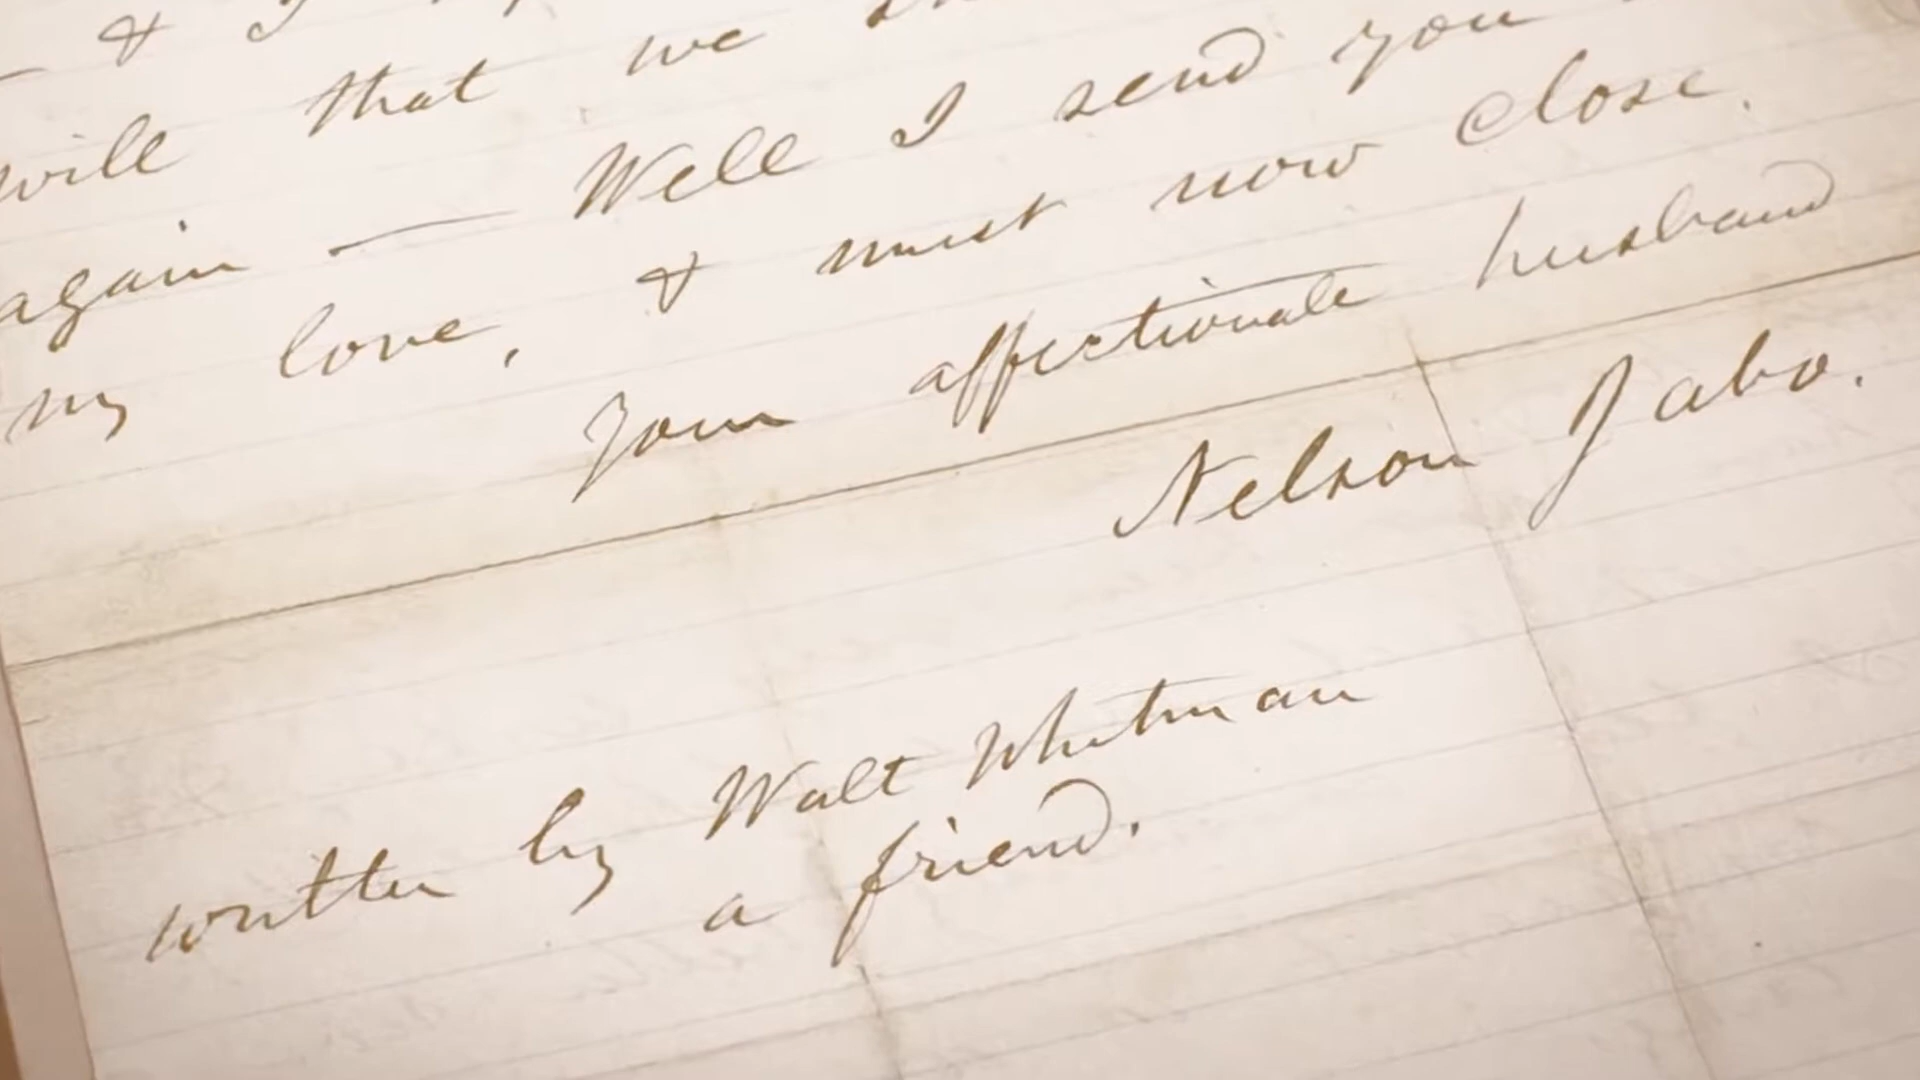 & I
will that we
again — Well I send you
my love, & must now close.
Your affectionate husband
Nelson Jabo.
written by Walt Whitman
a friend.